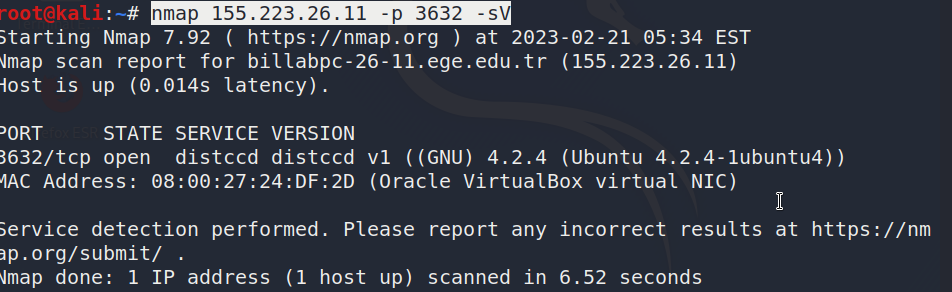 root@kali:~# nmap 155.223.26.11 -p 3632 -sV
Starting Nmap 7.92 ( https://nmap.org ) at 2023-02-21 05:34 EST
Nmap scan report for billabpc-26-11.ege.edu.tr (155.223.26.11)
Host is up (0.014s latency).
PORT     STATE SERVICE VERSION
3632/tcp open  distccd distccd v1 ((GNU) 4.2.4 (Ubuntu 4.2.4-1ubuntu4))
MAC Address: 08:00:27:24:DF:2D (Oracle VirtualBox virtual NIC)
Service detection performed. Please report any incorrect results at https://nm
ap.org/submit/ .
Nmap done: 1 IP address (1 host up) scanned in 6.52 seconds